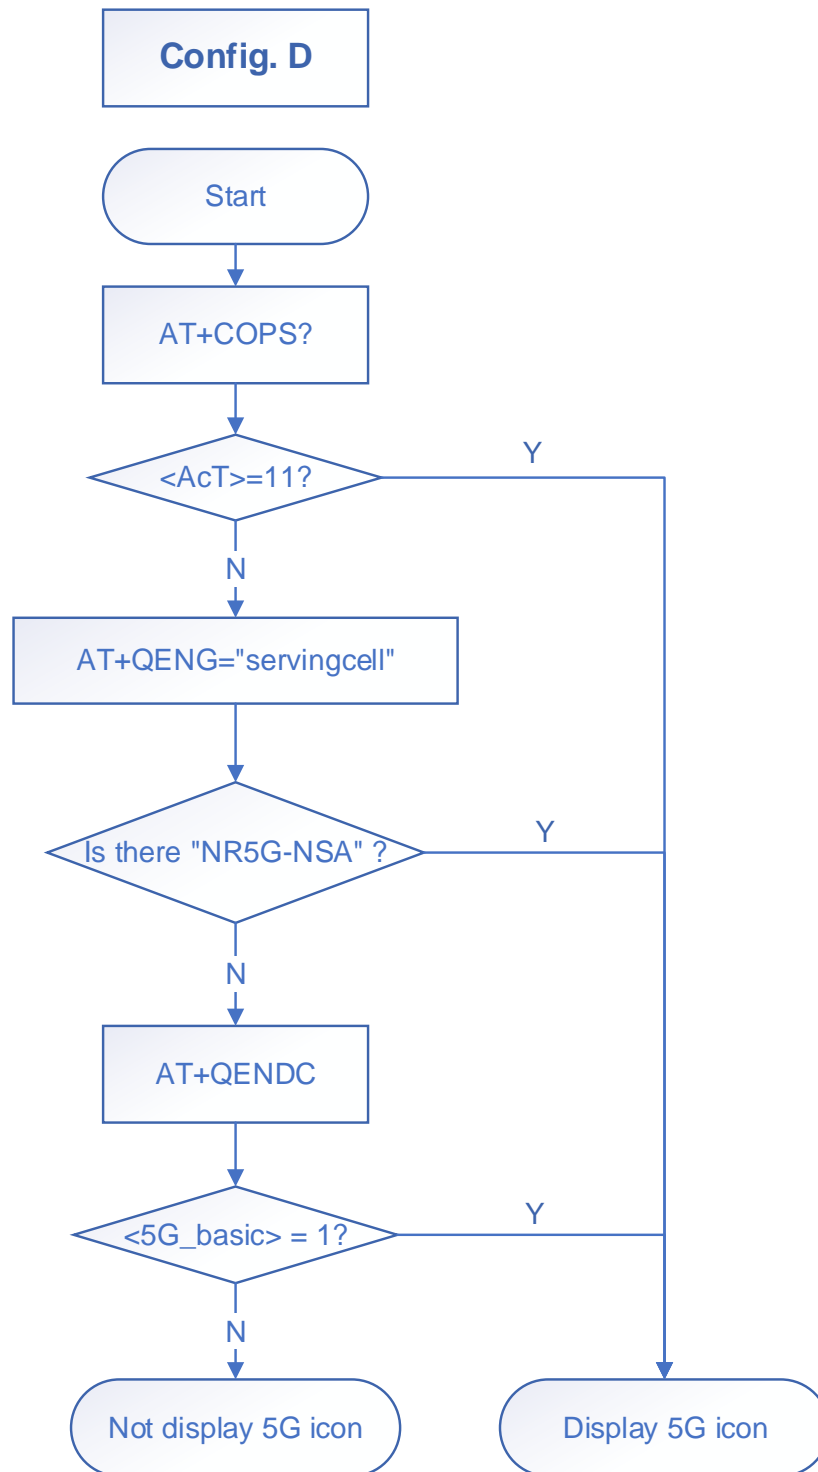 Config. D
Start
AT+COPS?
<AcT>=11?
Y
N
AT+QENG="servingcell"
Is there "NR5G-NSA" ?
Y
N
AT+QENDC
<5G_basic> = 1?
Y
N
Not display 5G icon
Display 5G icon